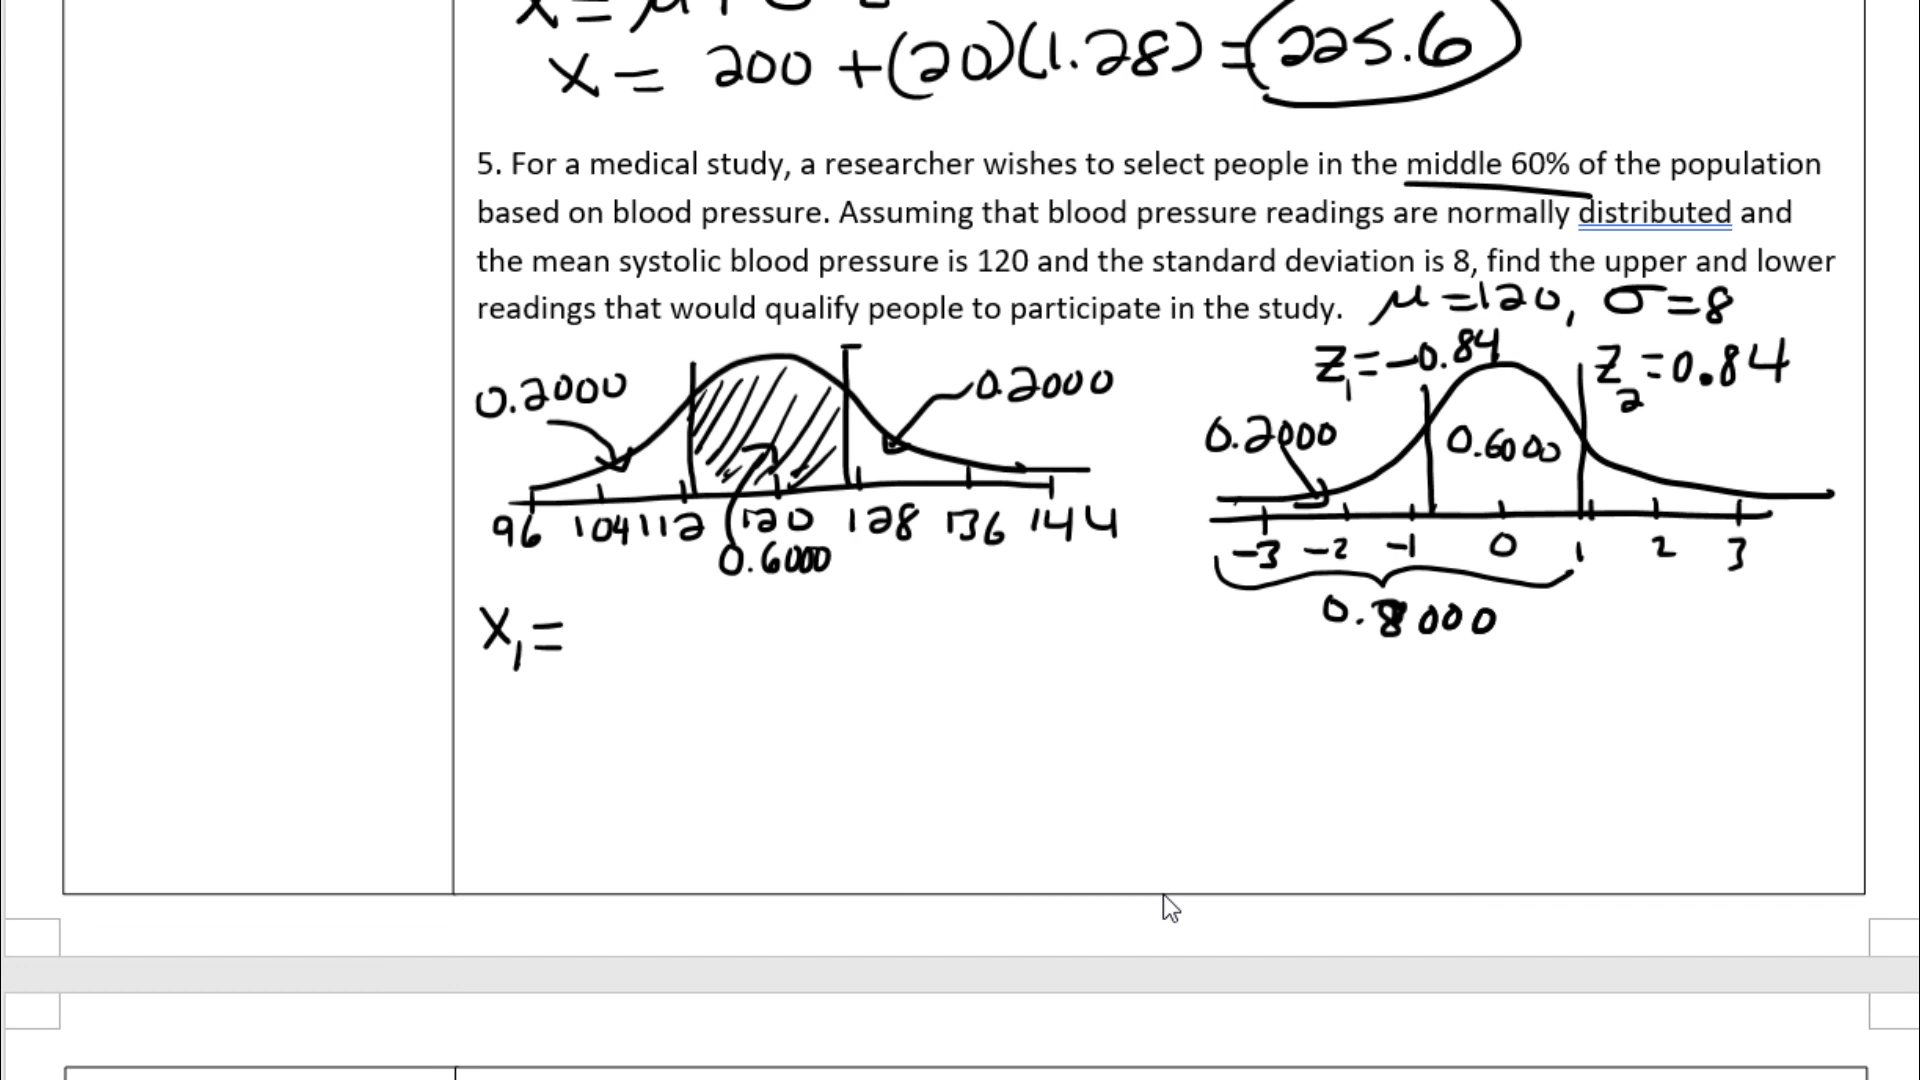 x = 200 + (20)(1.28) = 225.6
5. For a medical study, a researcher wishes to select people in the middle 60% of the population
based on blood pressure. Assuming that blood pressure readings are normally distributed and
the mean systolic blood pressure is 120 and the standard deviation is 8, find the upper and lower
readings that would qualify people to participate in the study. μ = 120, σ = 8
z₁ = -0.84 z₂ = 0.84
0.2000 0.2000 0.2000 0.6000
96 104 112 120 128 136 144 -3 -2 -1 0 1 2 3
0.6000
0.8000
x₁ =